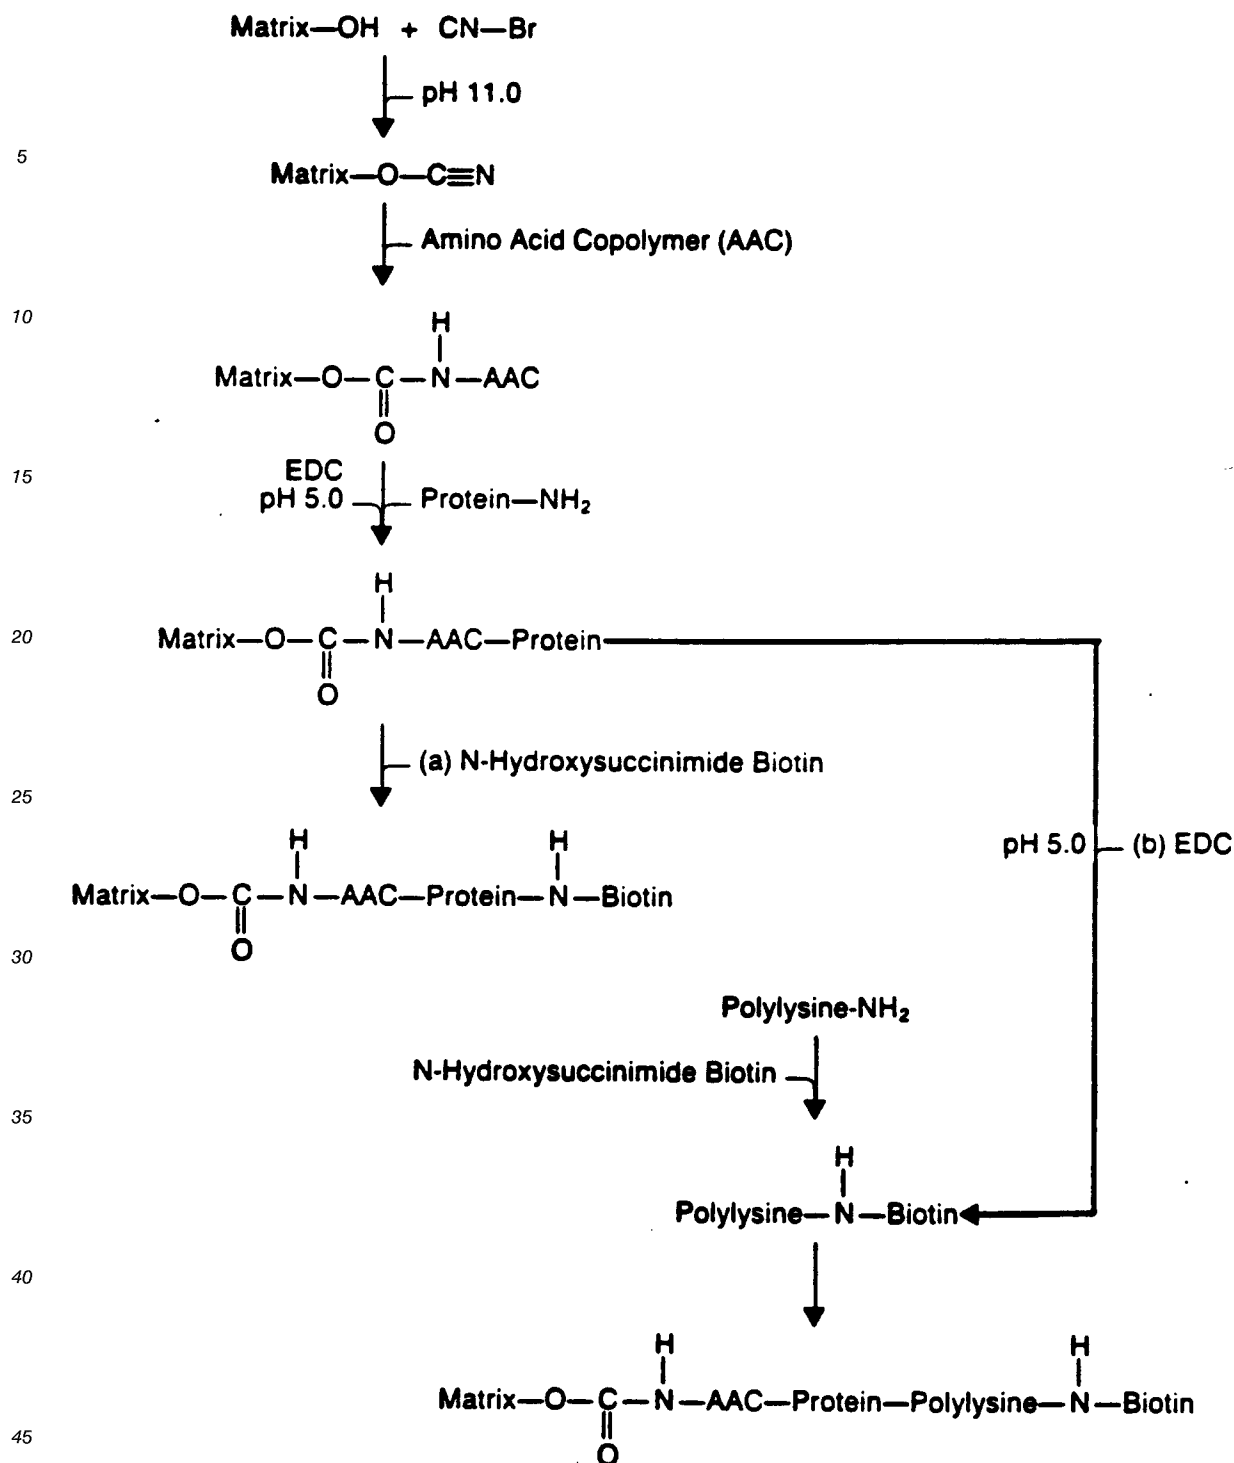 Matrix—OH + CN—Br
pH 11.0
5
Matrix—O—C≡N
Amino Acid Copolymer (AAC)
10
H
Matrix—O—C—N—AAC
O
15
EDC
pH 5.0
Protein—NH₂
H
20
Matrix—O—C—N—AAC—Protein
O
(a) N-Hydroxysuccinimide Biotin
25
H H
pH 5.0 (b) EDC
Matrix—O—C—N—AAC—Protein—N—Biotin
O
30
Polylysine-NH₂
N-Hydroxysuccinimide Biotin
35
H
Polylysine—N—Biotin
40
H H
Matrix—O—C—N—AAC—Protein—Polylysine—N—Biotin
45
O